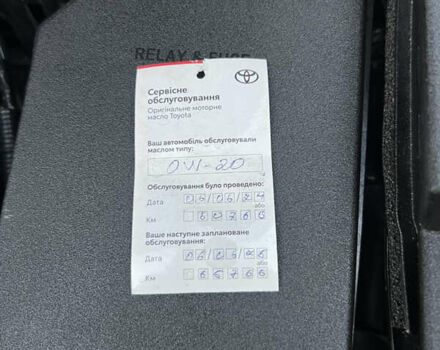 RELAY & FUSE
Сервісне
обслуговування
Оригінальне моторне
масло Toyota
Ваш автомобіль обслуговували
маслом типу:
0W-20
Обслуговування було проведено:
Дата
або
Км
Ваше наступне заплановане
обслуговування:
Дата
або
Км